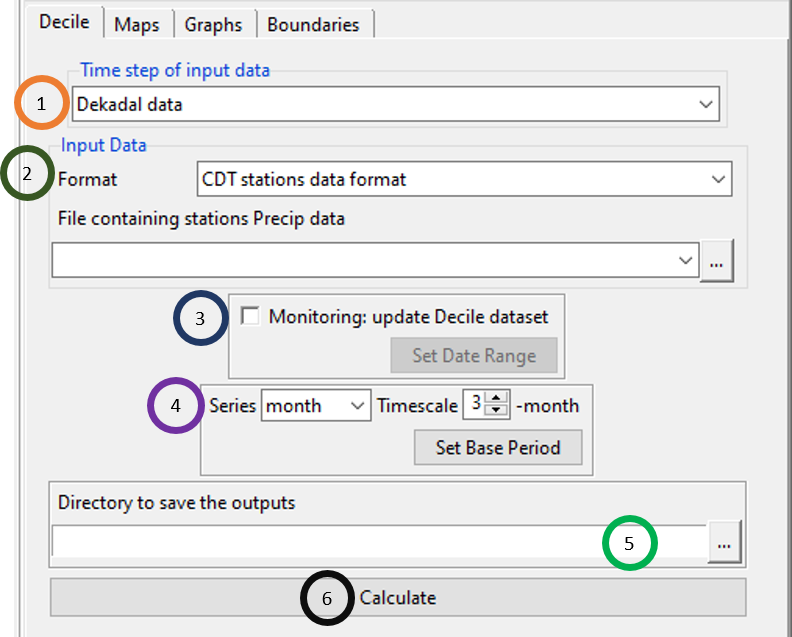 Decile Maps Graphs Boundaries
Time step of input data
1 Dekadal data
Input Data
2 Format CDT stations data format
File containing stations Precip data
...
3 Monitoring: update Decile dataset
Set Date Range
4 Series month Timescale 3 -month
Set Base Period
Directory to save the outputs
5 ...
6 Calculate